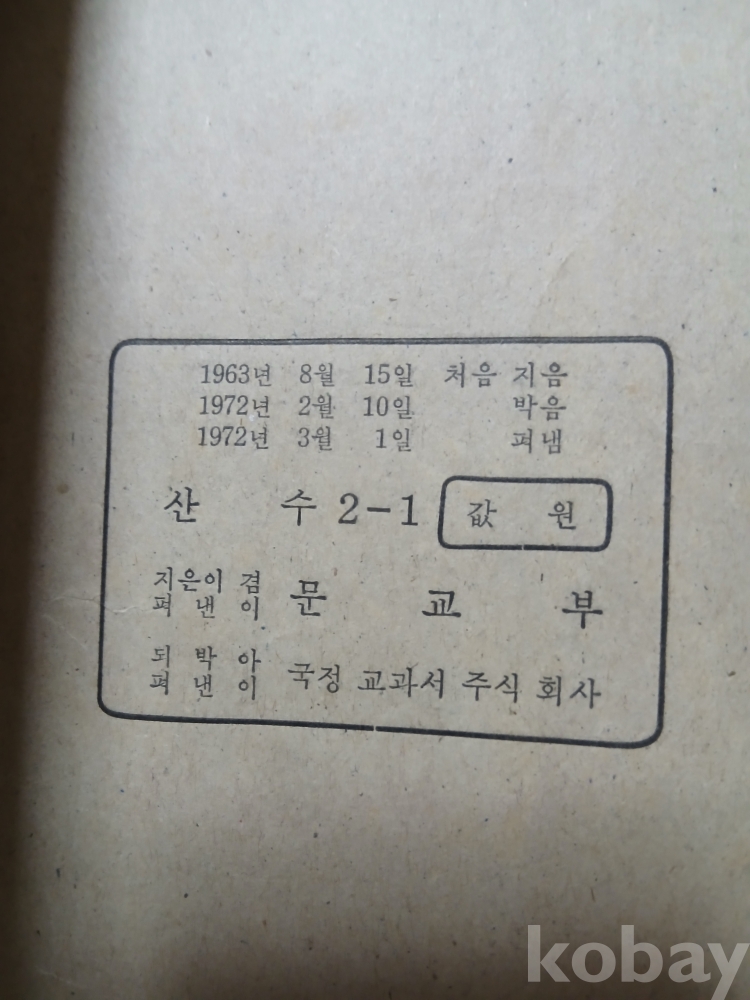 1963년 8월 15일 처음 지음
1972년 2월 10일 박음
1972년 3월 1일 펴냄
산 수 2-1 값 원
지은이 겸
펴 낸 이 문 교 부
되 박 아
펴 낸 이 국정 교과서 주식 회사
kobay